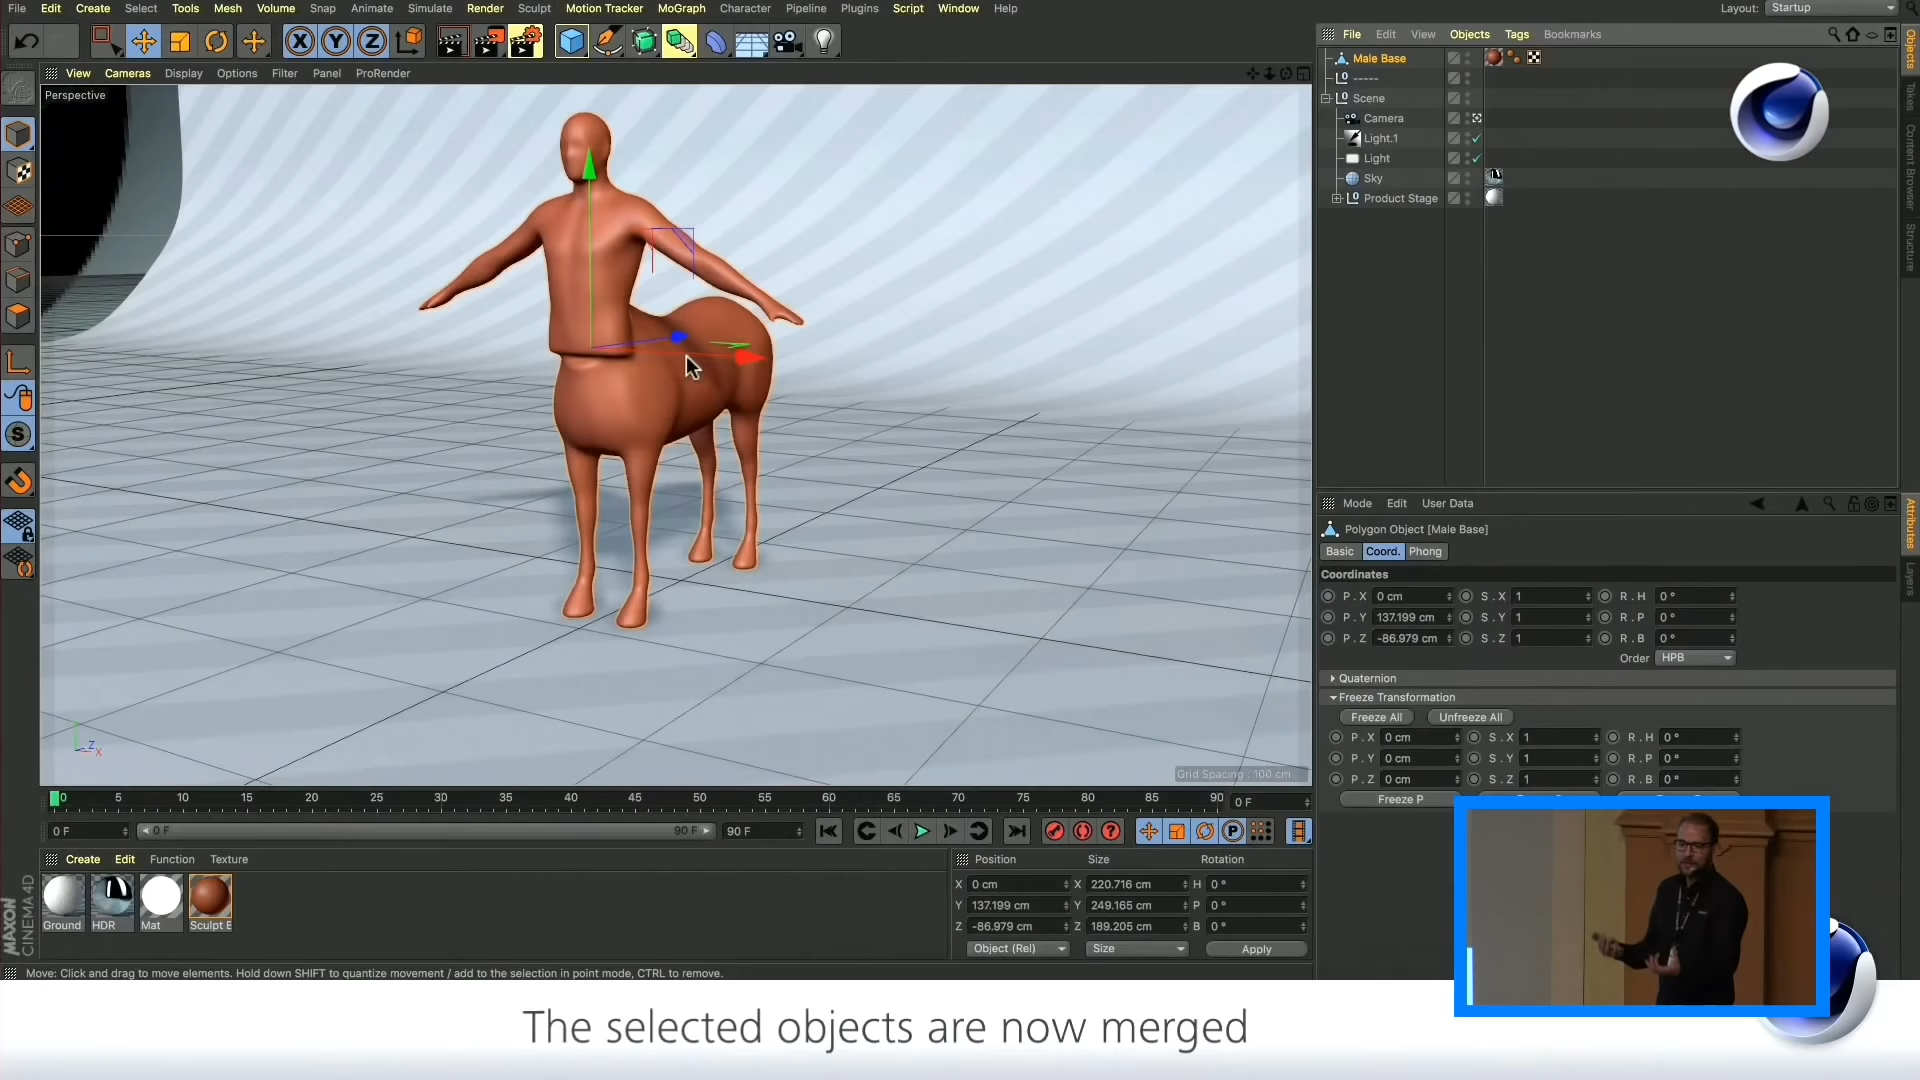 File Edit Create Select Tools Mesh Volume Snap Animate Simulate Render Sculpt Motion Tracker MoGraph Character Pipeline Plugins Script Window Help
Layout: Startup
File Edit View Objects Tags Bookmarks
View Cameras Display Options Filter Panel ProRender
Perspective
Male Base
-----
Scene
Camera
Light.1
Light
Sky
Product Stage
Objects
Takes
Content Browser
Structure
X Y Z
Mode Edit User Data
Polygon Object [Male Base]
Basic Coord. Phong
Coordinates
P . X 0 cm S . X 1 R . H 0 °
P . Y 137.199 cm S . Y 1 R . P 0 °
P . Z -86.979 cm S . Z 1 R . B 0 °
Order HPB
Quaternion
Freeze Transformation
Freeze All Unfreeze All
P . X 0 cm S . X 1 R . H 0 °
P . Y 0 cm S . Y 1 R . P 0 °
P . Z 0 cm S . Z 1 R . B 0 °
Freeze P
Attributes
Layers
S
Z X
Grid Spacing : 100 cm
0 5 10 15 20 25 30 35 40 45 50 55 60 65 70 75 80 85 90 0 F
0 F 0 F 90 F 90 F
P
Create Edit Function Texture
Ground HDR Mat Sculpt E
MAXON
CINEMA 4D
Position Size Rotation
X 0 cm X 220.716 cm H 0 °
Y 137.199 cm Y 249.165 cm P 0 °
Z -86.979 cm Z 189.205 cm B 0 °
Object (Rel) Size Apply
Move: Click and drag to move elements. Hold down SHIFT to quantize movement / add to the selection in point mode, CTRL to remove.
The selected objects are now merged